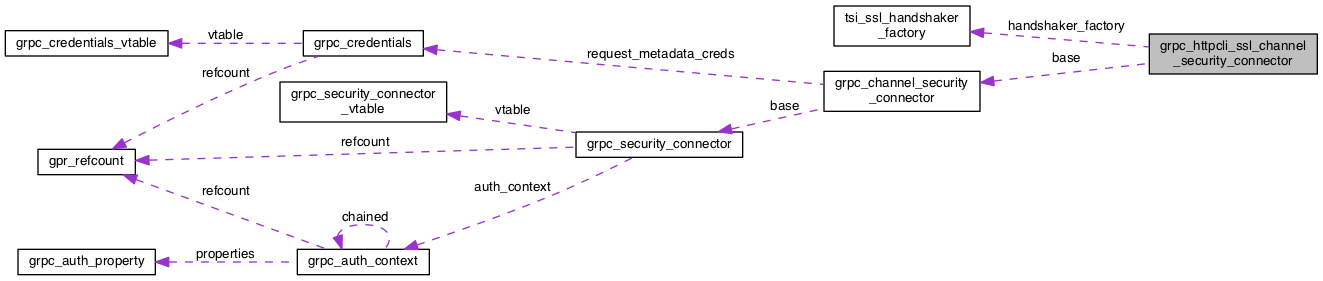 tsi_ssl_handshaker
_factory
handshaker_factory
grpc_httpcli_ssl_channel
_security_connector
grpc_credentials_vtable
vtable
grpc_credentials
request_metadata_creds
base
refcount
grpc_channel_security
_connector
grpc_security_connector
_vtable
vtable
base
refcount
grpc_security_connector
gpr_refcount
refcount
auth_context
chained
grpc_auth_property
properties
grpc_auth_context